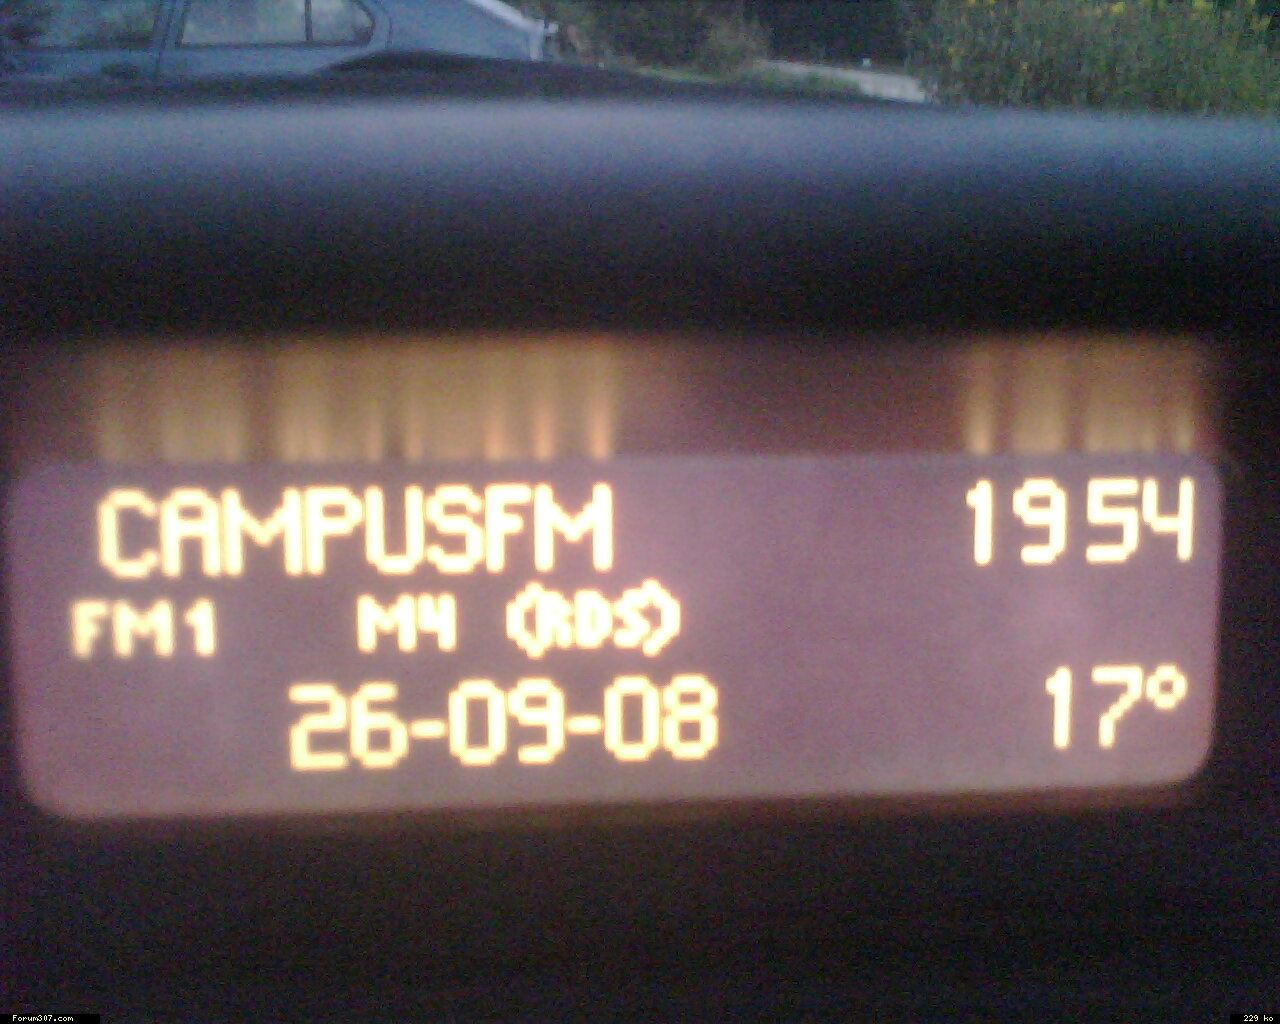 CAMPUSFM 1954
FM1 M4 (RDS)
26-09-08 17°
Forum307.com 229 ko